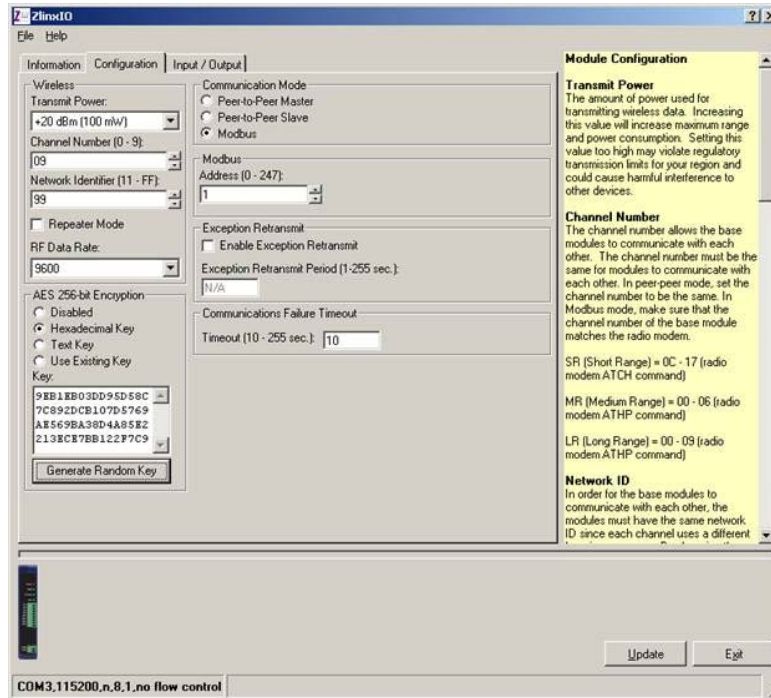 ZlinxIO
File Help
Information Configuration Input / Output
Wireless
Transmit Power:
+20 dBm (100 mW)
Channel Number (0 - 9):
09
Network Identifier (11 - FF):
99
Repeater Mode
RF Data Rate:
9600
AES 256-bit Encryption
Disabled
Hexadecimal Key
Text Key
Use Existing Key
Key:
9EB1EB03DD95D58C
7C892DCB107D5769
AE569BA38D4A85E2
213ECE7BB122F7C9
Generate Random Key
Communication Mode
Peer-to-Peer Master
Peer-to-Peer Slave
Modbus
Modbus
Address (0 - 247):
1
Exception Retransmit
Enable Exception Retransmit
Exception Retransmit Period (1-255 sec.):
N/A
Communications Failure Timeout
Timeout (10 - 255 sec.): 10
Module Configuration
Transmit Power
The amount of power used for
transmitting wireless data. Increasing
this value will increase maximum range
and power consumption. Setting this
value too high may violate regulatory
transmission limits for your region and
could cause harmful interference to
other devices.
Channel Number
The channel number allows the base
modules to communicate with each
other. The channel number must be the
same for modules to communicate with
each other. In peer-peer mode, set the
channel number to be the same. In
Modbus mode, make sure that the
channel number of the base module
matches the radio modem.
SR (Short Range) = 0C - 17 (radio
modem ATCH command)
MR (Medium Range) = 00 - 06 (radio
modem ATHP command)
LR (Long Range) = 00 - 09 (radio
modem ATHP command)
Network ID
In order for the base modules to
communicate with each other, the
modules must have the same network
ID since each channel uses a different
Update Exit
COM3,115200,n,8,1,no flow control